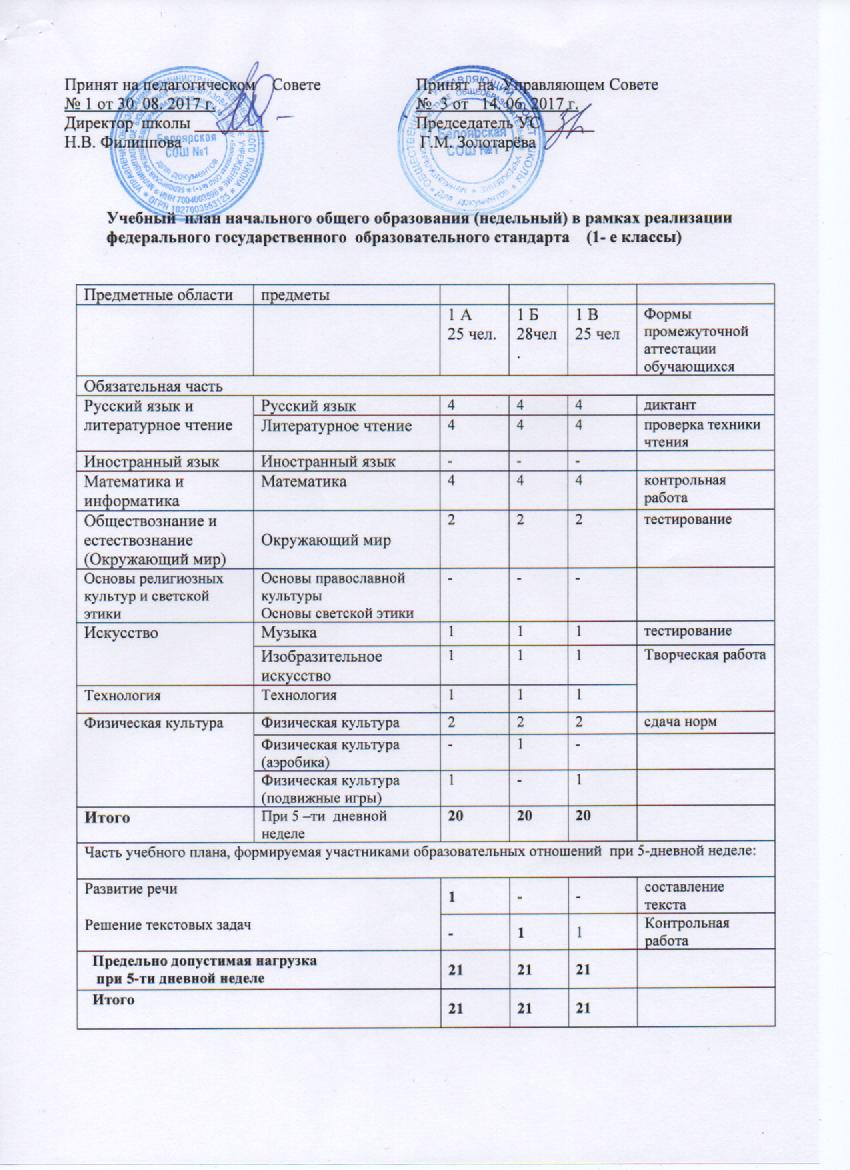 Принят на педагогическом Совете
№ 1 от 30. 08. 2017 г.
Директор школы
Н.В. Филиппова
Принят на Управляющем Совете
№ 3 от 14. 06. 2017 г.
Председатель УС
Г.М. Золотарёва
Белоярская
СОШ №1
Для документов
Белоярская
СОШ №1
Учебный план начального общего образования (недельный) в рамках реализации
федерального государственного образовательного стандарта (1- е классы)
Предметные области предметы
1 А 1 Б 1 В Формы
25 чел. 28чел 25 чел промежуточной
. аттестации
обучающихся
Обязательная часть
Русский язык и Русский язык 4 4 4 диктант
литературное чтение Литературное чтение 4 4 4 проверка техники
чтения
Иностранный язык Иностранный язык - - -
Математика и Математика 4 4 4 контрольная
информатика работа
Обществознание и 2 2 2 тестирование
естествознание Окружающий мир
(Окружающий мир)
Основы религиозных Основы православной - - -
культур и светской культуры
этики Основы светской этики
Искусство Музыка 1 1 1 тестирование
Изобразительное 1 1 1 Творческая работа
искусство
Технология Технология 1 1 1
Физическая культура Физическая культура 2 2 2 сдача норм
Физическая культура - 1 -
(аэробика)
Физическая культура 1 - 1
(подвижные игры)
Итого При 5 –ти дневной 20 20 20
неделе
Часть учебного плана, формируемая участниками образовательных отношений при 5-дневной неделе:
Развитие речи 1 - - составление
текста
Решение текстовых задач - 1 1 Контрольная
работа
Предельно допустимая нагрузка
при 5-ти дневной неделе 21 21 21
Итого
21 21 21